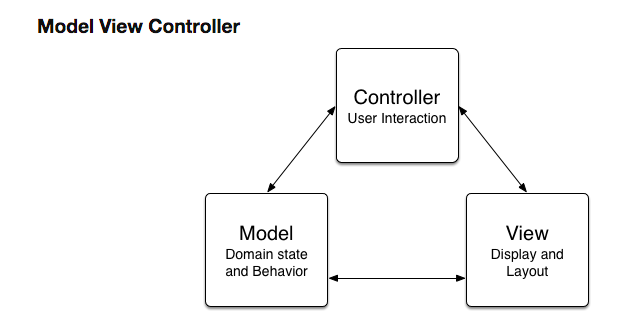 Model View Controller
Controller
User Interaction
Model
Domain state
and Behavior
View
Display and
Layout